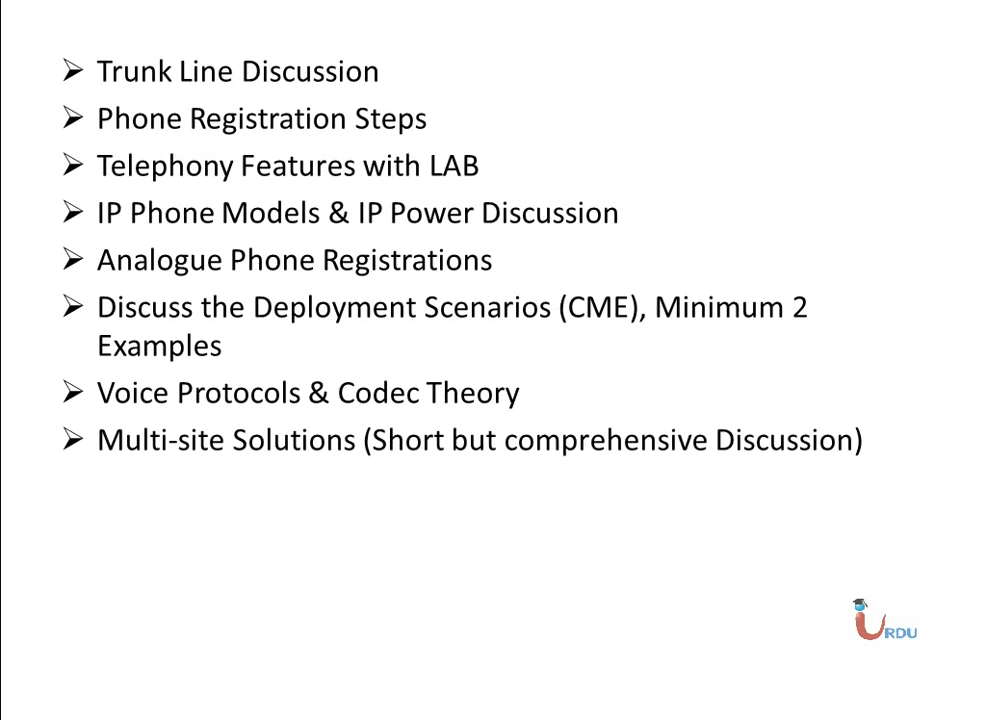 Trunk Line Discussion
Phone Registration Steps
Telephony Features with LAB
IP Phone Models & IP Power Discussion
Analogue Phone Registrations
Discuss the Deployment Scenarios (CME), Minimum 2
Examples
Voice Protocols & Codec Theory
Multi-site Solutions (Short but comprehensive Discussion)
URDU